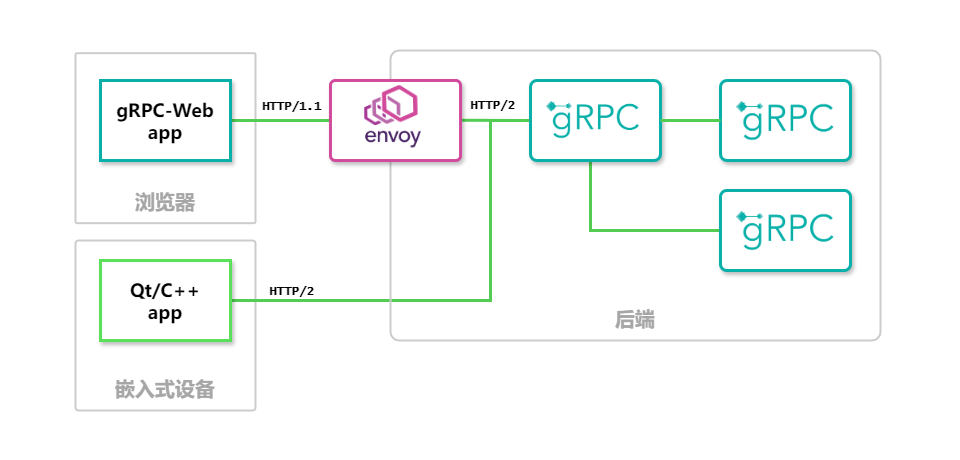 gRPC-Web
app
浏览器
HTTP/1.1
envoy
HTTP/2
gRPC
gRPC
gRPC
Qt/C++
app
HTTP/2
嵌入式设备
后端